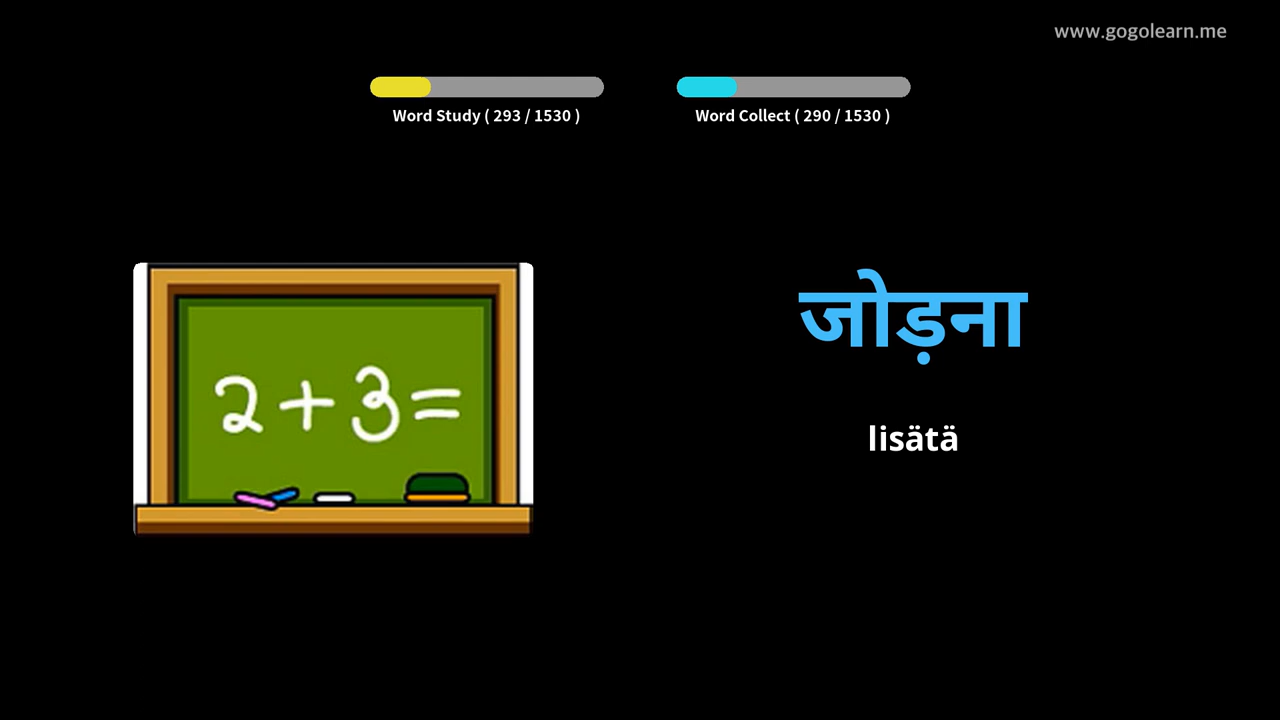 www.gogolearn.me
Word Study ( 293 / 1530 )
Word Collect ( 290 / 1530 )
2 + 3 =
जोड़ना
lisätä